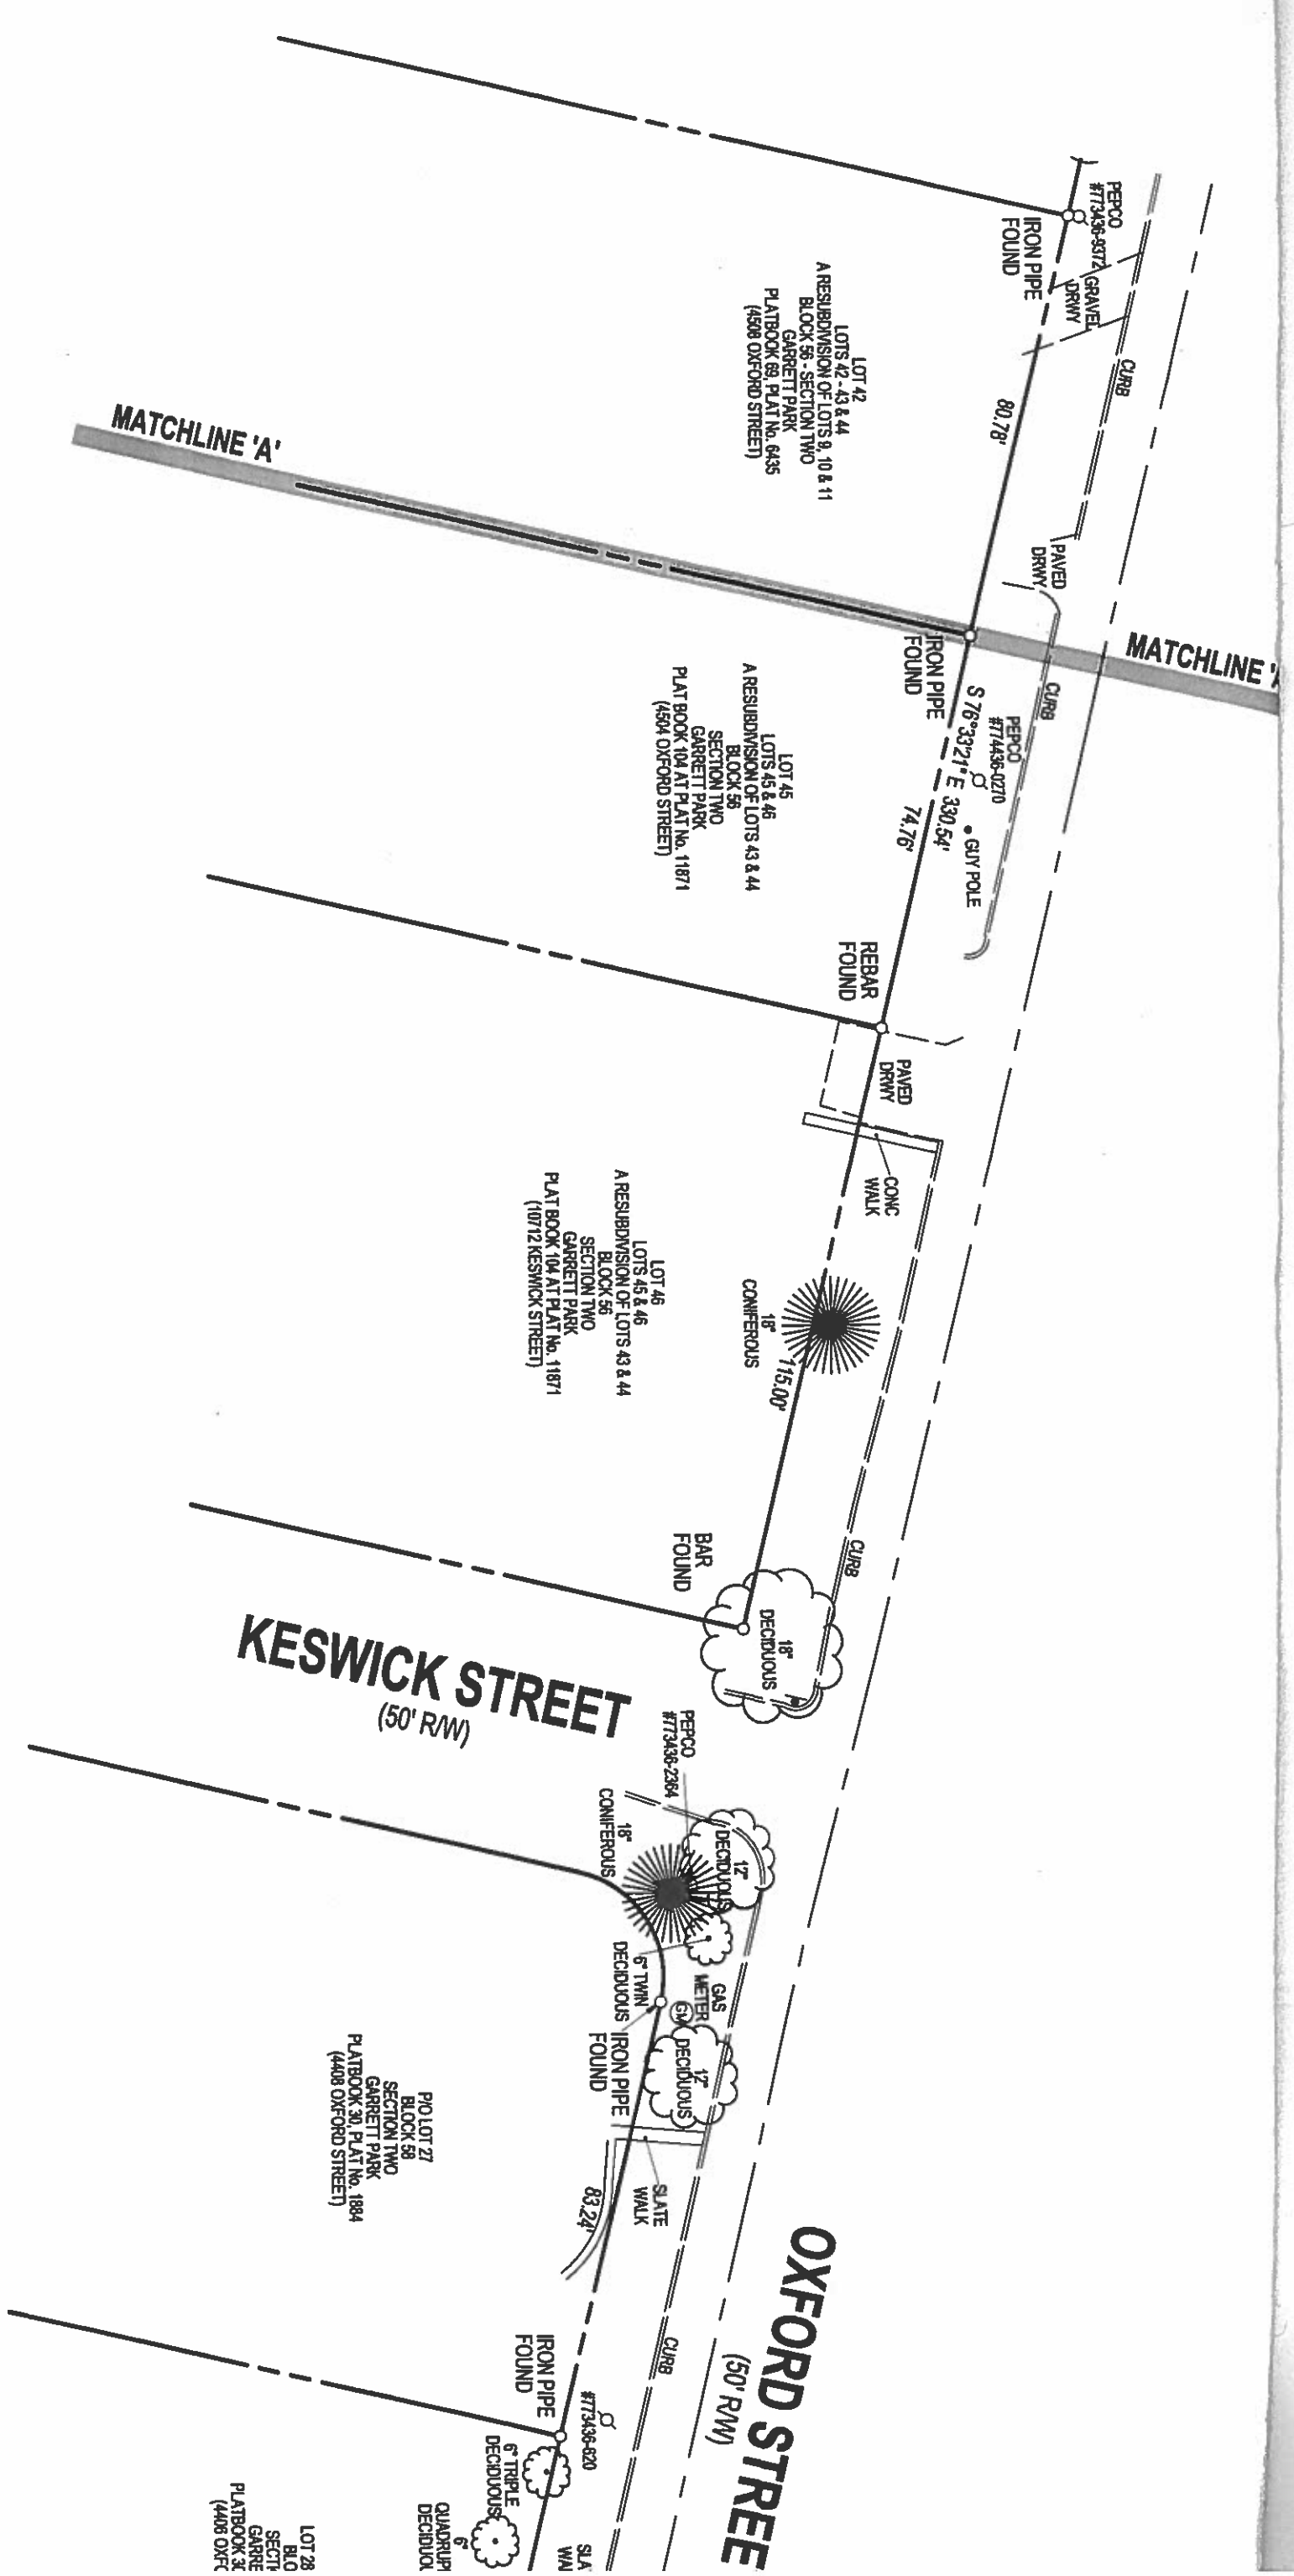 PEPCO
#773436-9372
GRAVEL
DRWY
IRON PIPE
FOUND
CURB
80.78'
LOT 42
LOTS 42 - 43 & 44
A RESUBDIVISION OF LOTS 9, 10 & 11
BLOCK 56 - SECTION TWO
GARRETT PARK
PLATBOOK 69, PLAT No. 6435
(4508 OXFORD STREET)
MATCHLINE 'A'
PAVED
DRWY
MATCHLINE 'A
IRON PIPE
FOUND
CURB
PEPCO
#774436-0270
S 76°33'21" E 330.54'
74.76'
GUY POLE
LOT 45
LOTS 45 & 46
A RESUBDIVISION OF LOTS 43 & 44
BLOCK 56
SECTION TWO
GARRETT PARK
PLAT BOOK 104 AT PLAT No. 11871
(4504 OXFORD STREET)
REBAR
FOUND
PAVED
DRWY
CONC
WALK
18"
CONIFEROUS
115.00'
LOT 46
LOTS 45 & 46
A RESUBDIVISION OF LOTS 43 & 44
BLOCK 56
SECTION TWO
GARRETT PARK
PLAT BOOK 104 AT PLAT No. 11871
(10712 KESWICK STREET)
CURB
BAR
FOUND
18"
DECIDUOUS
KESWICK STREET
(50' R/W)
PEPCO
#773436-2364
18"
CONIFEROUS
12"
DECIDUOUS
6" TWIN
DECIDUOUS
GAS
METER
GM
IRON PIPE
FOUND
12"
DECIDUOUS
SLATE
WALK
83.24'
P/O LOT 27
BLOCK 58
SECTION TWO
GARRETT PARK
PLATBOOK 30, PLAT No. 1884
(4408 OXFORD STREET)
OXFORD STREE
(50' R/W)
CURB
IRON PIPE
FOUND
#773436-620
6" TRIPLE
DECIDUOUS
6"
QUADRUP
DECIDUOU
SLA
WAL
LOT 28
BLO
SECTI
GARRE
PLATBOOK 30
(4406 OXFO